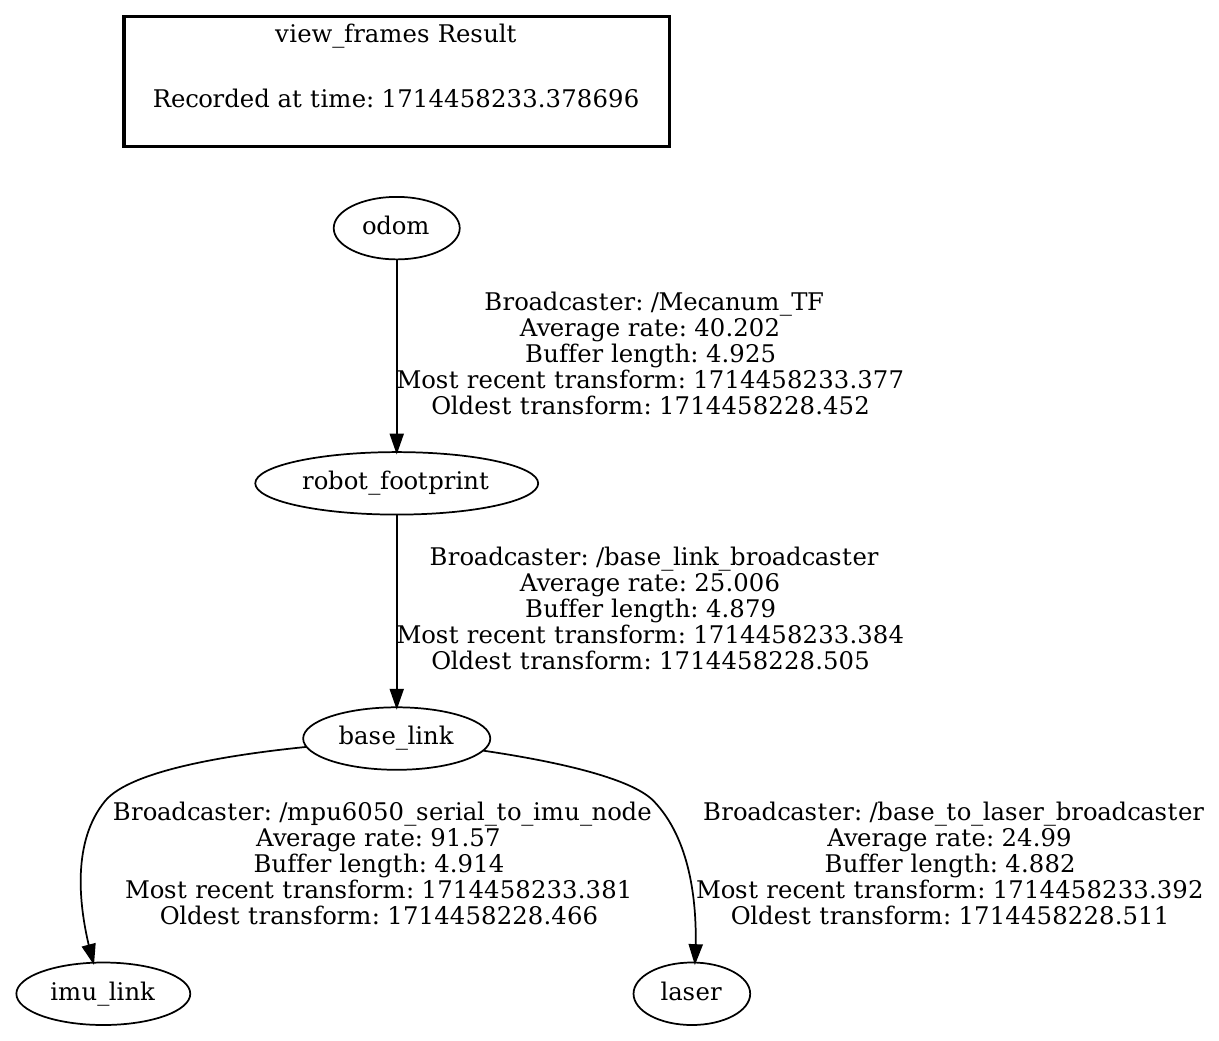 view_frames Result
Recorded at time: 1714458233.378696
odom
Broadcaster: /Mecanum_TF
Average rate: 40.202
Buffer length: 4.925
Most recent transform: 1714458233.377
Oldest transform: 1714458228.452
robot_footprint
Broadcaster: /base_link_broadcaster
Average rate: 25.006
Buffer length: 4.879
Most recent transform: 1714458233.384
Oldest transform: 1714458228.505
base_link
Broadcaster: /mpu6050_serial_to_imu_node
Average rate: 91.57
Buffer length: 4.914
Most recent transform: 1714458233.381
Oldest transform: 1714458228.466
Broadcaster: /base_to_laser_broadcaster
Average rate: 24.99
Buffer length: 4.882
Most recent transform: 1714458233.392
Oldest transform: 1714458228.511
imu_link
laser